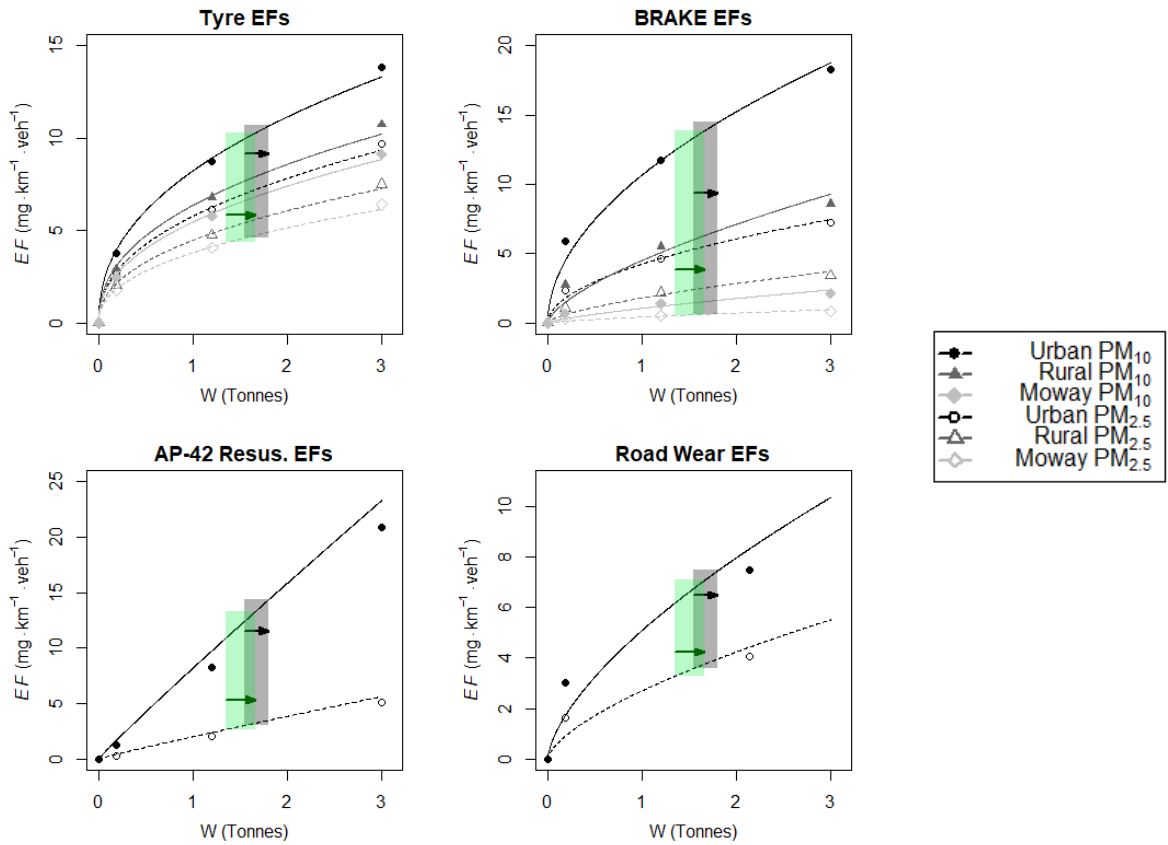 Tyre EFs
15
10
5
0
EF (mg·km⁻¹·veh⁻¹)
0 1 2 3
W (Tonnes)
BRAKE EFs
20
15
10
5
0
EF (mg·km⁻¹·veh⁻¹)
0 1 2 3
W (Tonnes)
Urban PM₁₀
Rural PM₁₀
Moway PM₁₀
Urban PM₂.₅
Rural PM₂.₅
Moway PM₂.₅
AP-42 Resus. EFs
25
20
15
10
5
0
EF (mg·km⁻¹·veh⁻¹)
0 1 2 3
W (Tonnes)
Road Wear EFs
10
8
6
4
2
0
EF (mg·km⁻¹·veh⁻¹)
0 1 2 3
W (Tonnes)